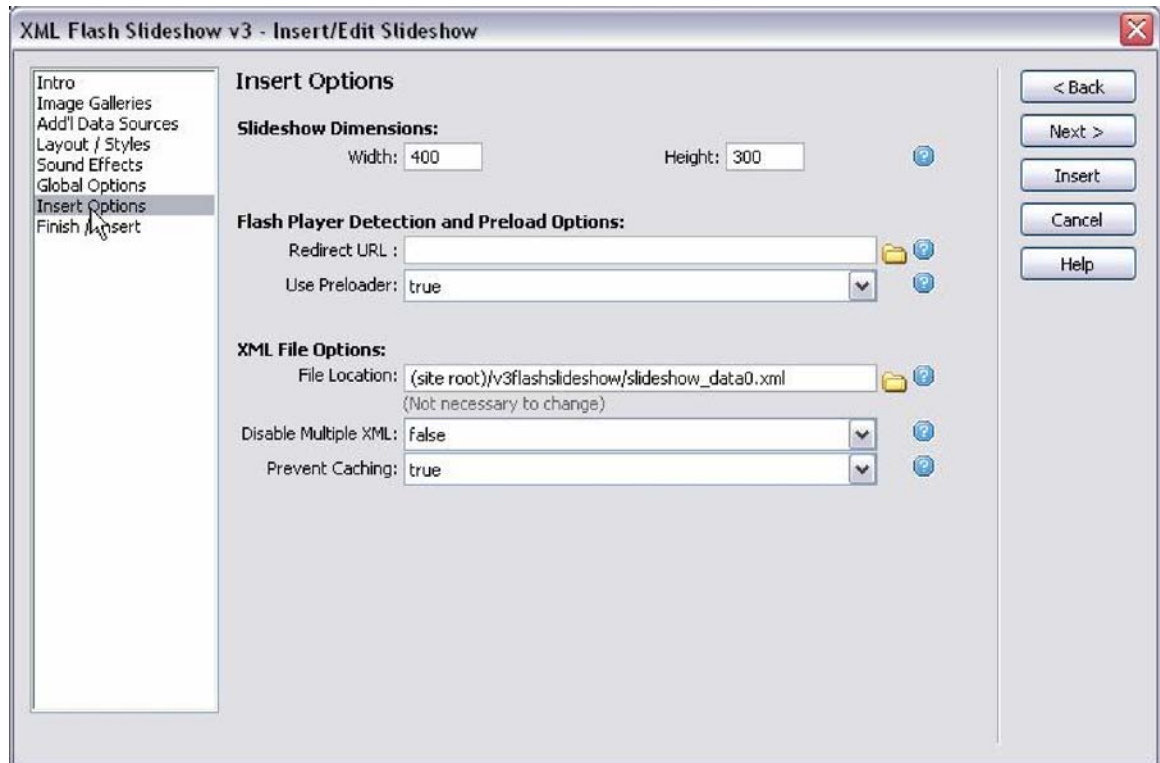 XML Flash Slideshow v3 - Insert/Edit Slideshow
Intro
Image Galleries
Add'l Data Sources
Layout / Styles
Sound Effects
Global Options
Insert Options
Finish / Insert
Insert Options
Slideshow Dimensions:
Width: 400 Height: 300
Flash Player Detection and Preload Options:
Redirect URL :
Use Preloader: true
XML File Options:
File Location: (site root)/v3flashslideshow/slideshow_data0.xml
(Not necessary to change)
Disable Multiple XML: false
Prevent Caching: true
< Back
Next >
Insert
Cancel
Help